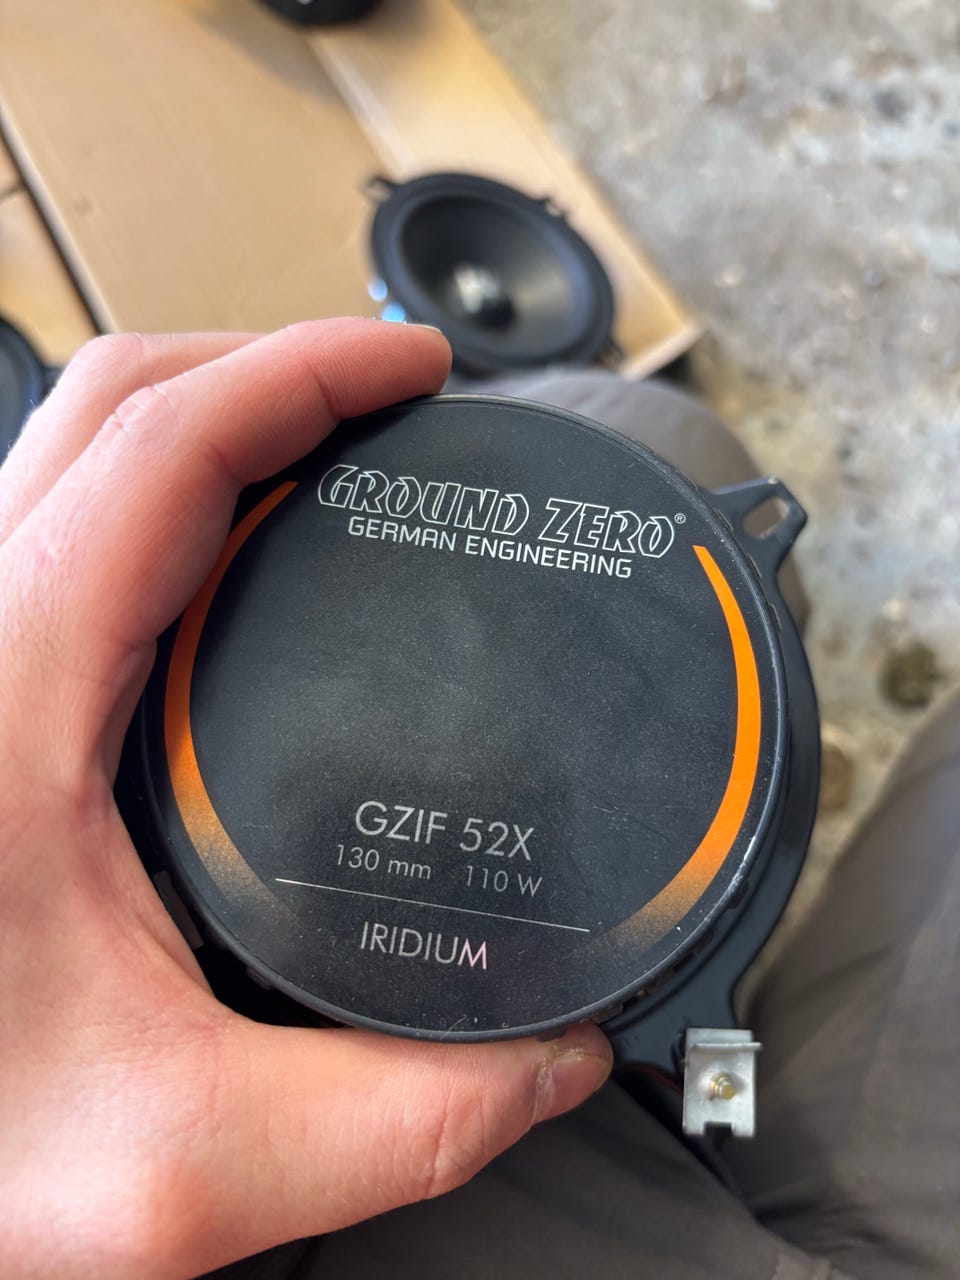 GROUND ZERO®
GERMAN ENGINEERING
GZIF 52X
130 mm 110 W
IRIDIUM